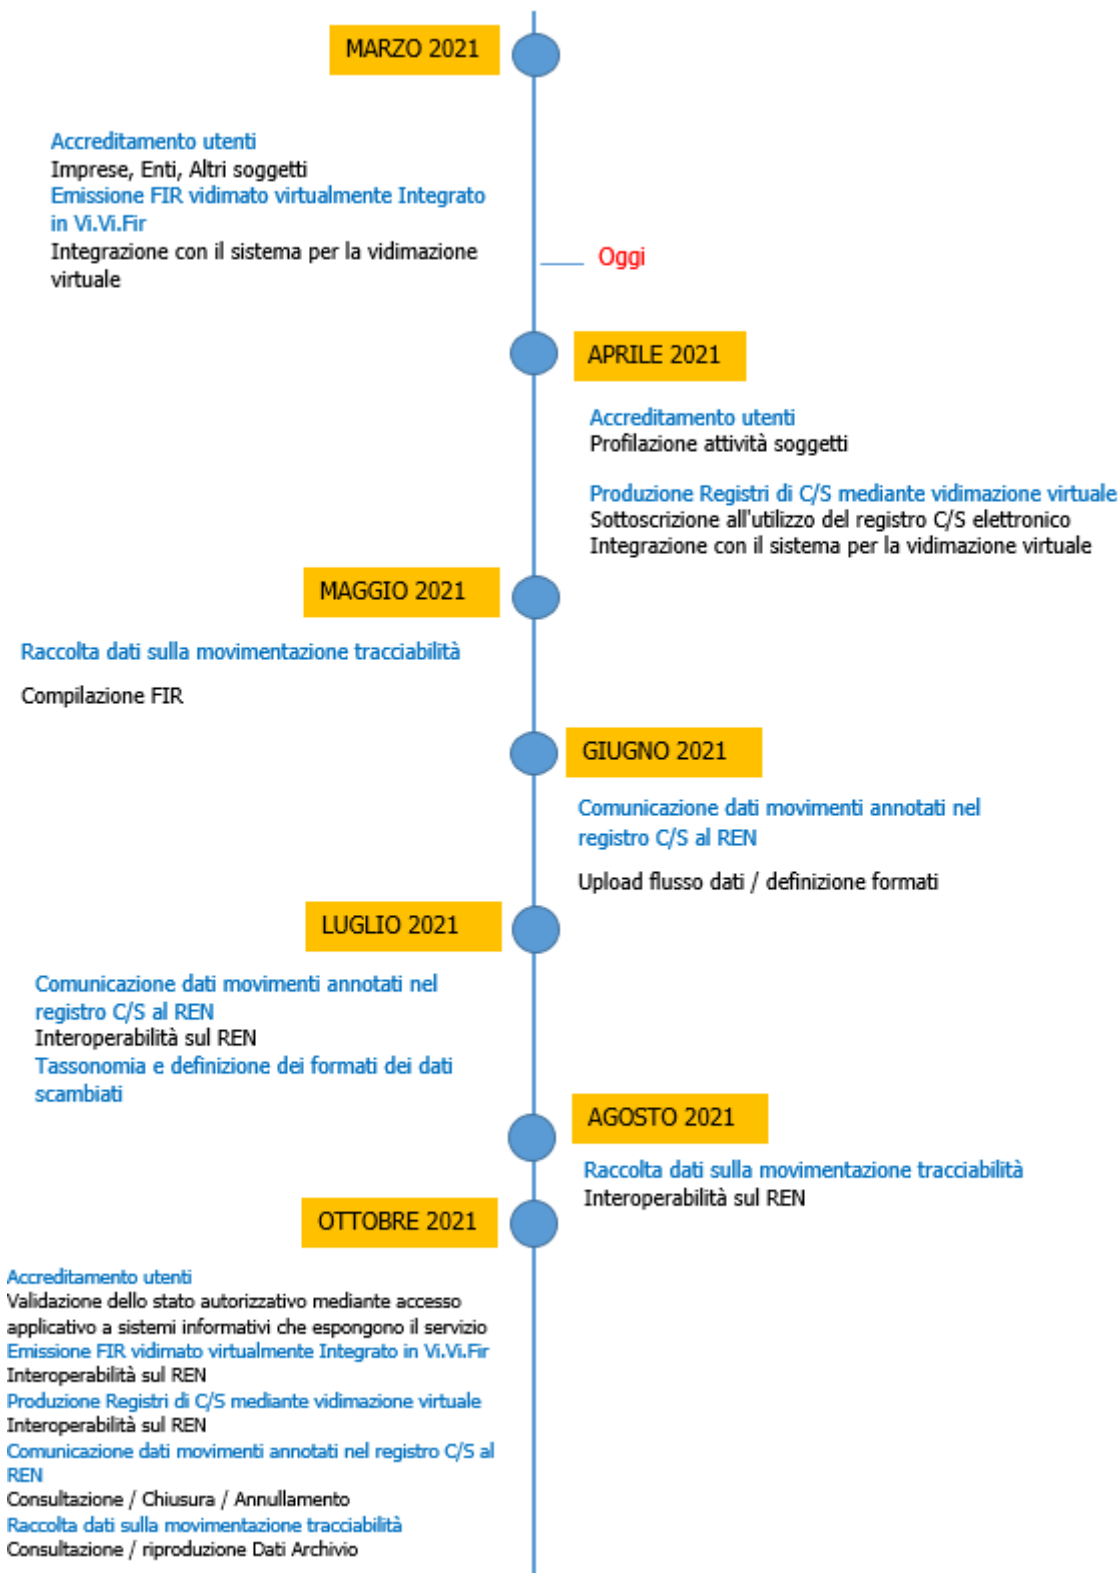 MARZO 2021
Accreditamento utenti
Imprese, Enti, Altri soggetti
Emissione FIR vidimato virtualmente Integrato
in Vi.Vi.Fir
Integrazione con il sistema per la vidimazione
virtuale
Oggi
APRILE 2021
Accreditamento utenti
Profilazione attività soggetti
Produzione Registri di C/S mediante vidimazione virtuale
Sottoscrizione all'utilizzo del registro C/S elettronico
Integrazione con il sistema per la vidimazione virtuale
MAGGIO 2021
Raccolta dati sulla movimentazione tracciabilità
Compilazione FIR
GIUGNO 2021
Comunicazione dati movimenti annotati nel
registro C/S al REN
Upload flusso dati / definizione formati
LUGLIO 2021
Comunicazione dati movimenti annotati nel
registro C/S al REN
Interoperabilità sul REN
Tassonomia e definizione dei formati dei dati
scambiati
AGOSTO 2021
Raccolta dati sulla movimentazione tracciabilità
Interoperabilità sul REN
OTTOBRE 2021
Accreditamento utenti
Validazione dello stato autorizzativo mediante accesso
applicativo a sistemi informativi che espongono il servizio
Emissione FIR vidimato virtualmente Integrato in Vi.Vi.Fir
Interoperabilità sul REN
Produzione Registri di C/S mediante vidimazione virtuale
Interoperabilità sul REN
Comunicazione dati movimenti annotati nel registro C/S al
REN
Consultazione / Chiusura / Annullamento
Raccolta dati sulla movimentazione tracciabilità
Consultazione / riproduzione Dati Archivio